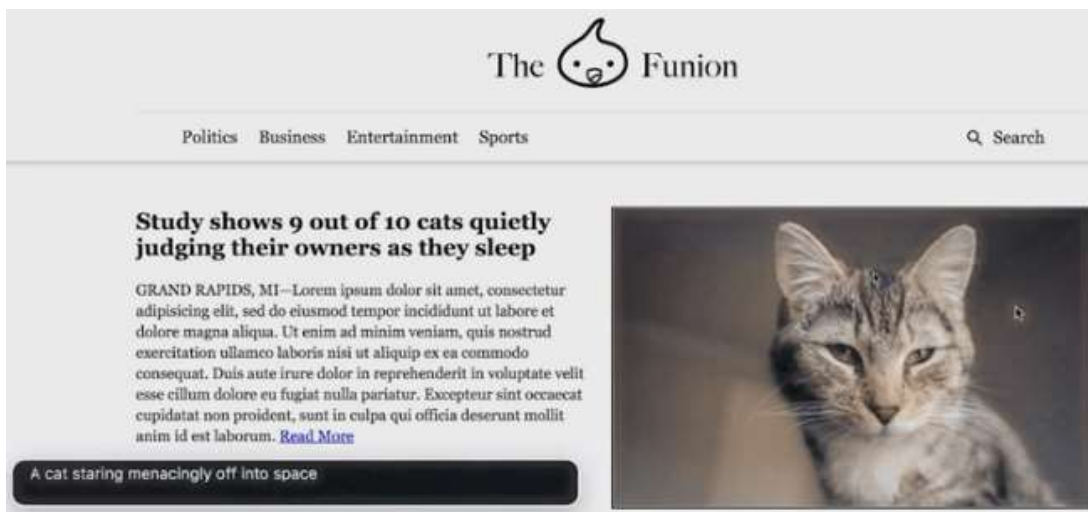 The Funion
Politics Business Entertainment Sports Search
Study shows 9 out of 10 cats quietly
judging their owners as they sleep
GRAND RAPIDS, MI—Lorem ipsum dolor sit amet, consectetur
adipisicing elit, sed do eiusmod tempor incididunt ut labore et
dolore magna aliqua. Ut enim ad minim veniam, quis nostrud
exercitation ullamco laboris nisi ut aliquip ex ea commodo
consequat. Duis aute irure dolor in reprehenderit in voluptate velit
esse cillum dolore eu fugiat nulla pariatur. Excepteur sint occaecat
cupidatat non proident, sunt in culpa qui officia deserunt mollit
anim id est laborum. Read More
A cat staring menacingly off into space